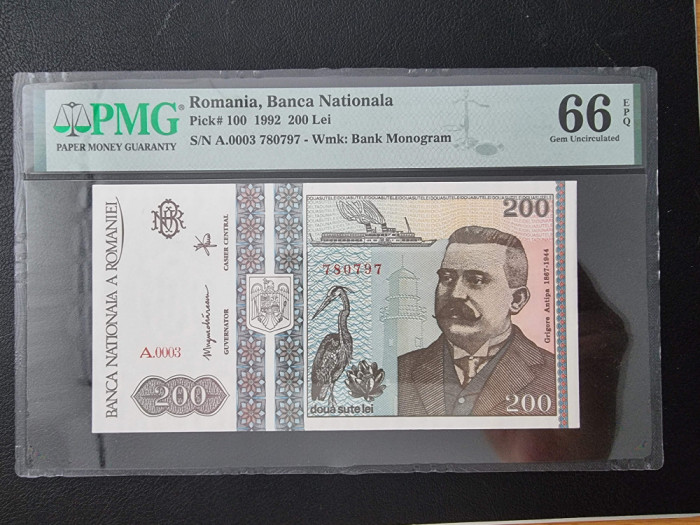 PMG
PAPER MONEY GUARANTY
Romania, Banca Nationala
Pick# 100 1992 200 Lei
S/N A.0003 780797 - Wmk: Bank Monogram
66 EPQ
Gem Uncirculated
BANCA NATIONALA A ROMANIEI
A.0003
200
GUVERNATOR
CASIER CENTRAL
780797
200
Grigore Antipa 1867-1944
doua sute lei
200